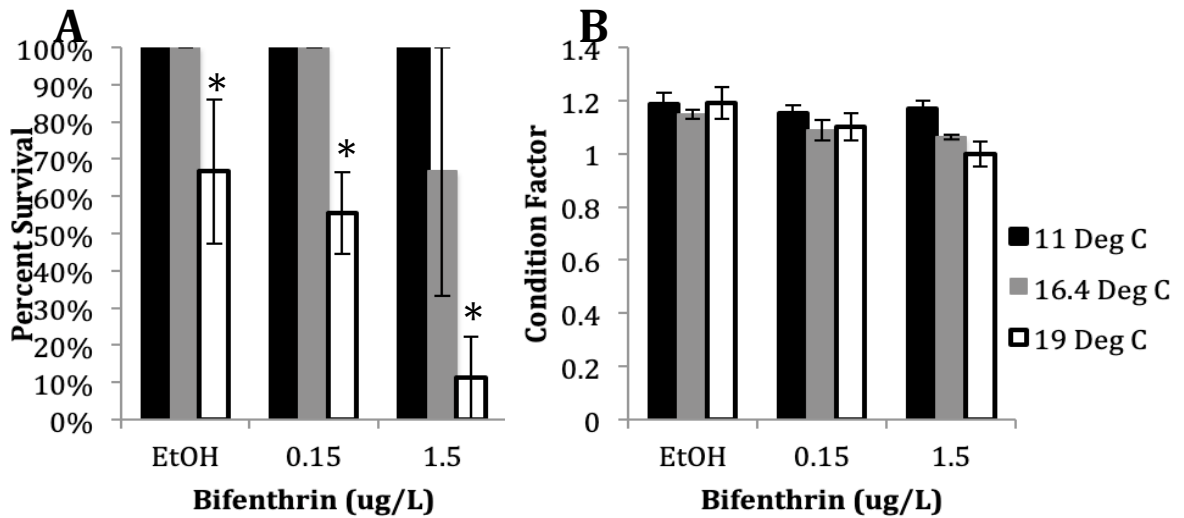 A
Percent Survival
100%
90%
80%
70%
60%
50%
40%
30%
20%
10%
0%
*
*
*
EtOH 0.15 1.5
Bifenthrin (ug/L)
B
Condition Factor
1.4
1.2
1
0.8
0.6
0.4
0.2
0
EtOH 0.15 1.5
Bifenthrin (ug/L)
11 Deg C
16.4 Deg C
19 Deg C